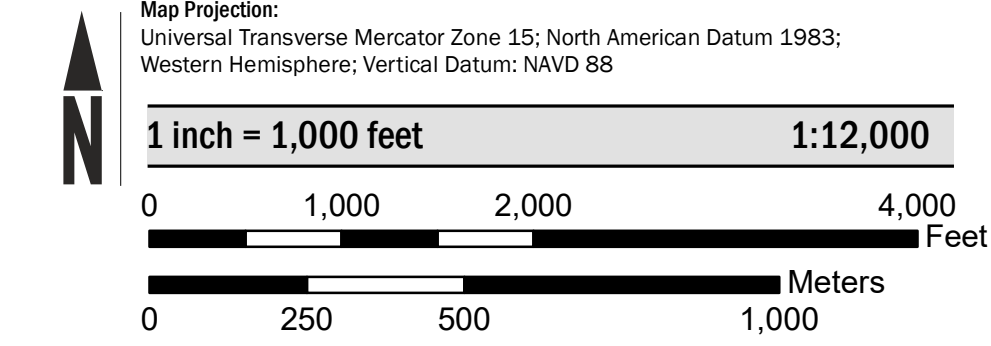 Map Projection:
Universal Transverse Mercator Zone 15; North American Datum 1983;
Western Hemisphere; Vertical Datum: NAVD 88
N
1 inch = 1,000 feet 1:12,000
0 1,000 2,000 4,000
Feet
Meters
0 250 500 1,000